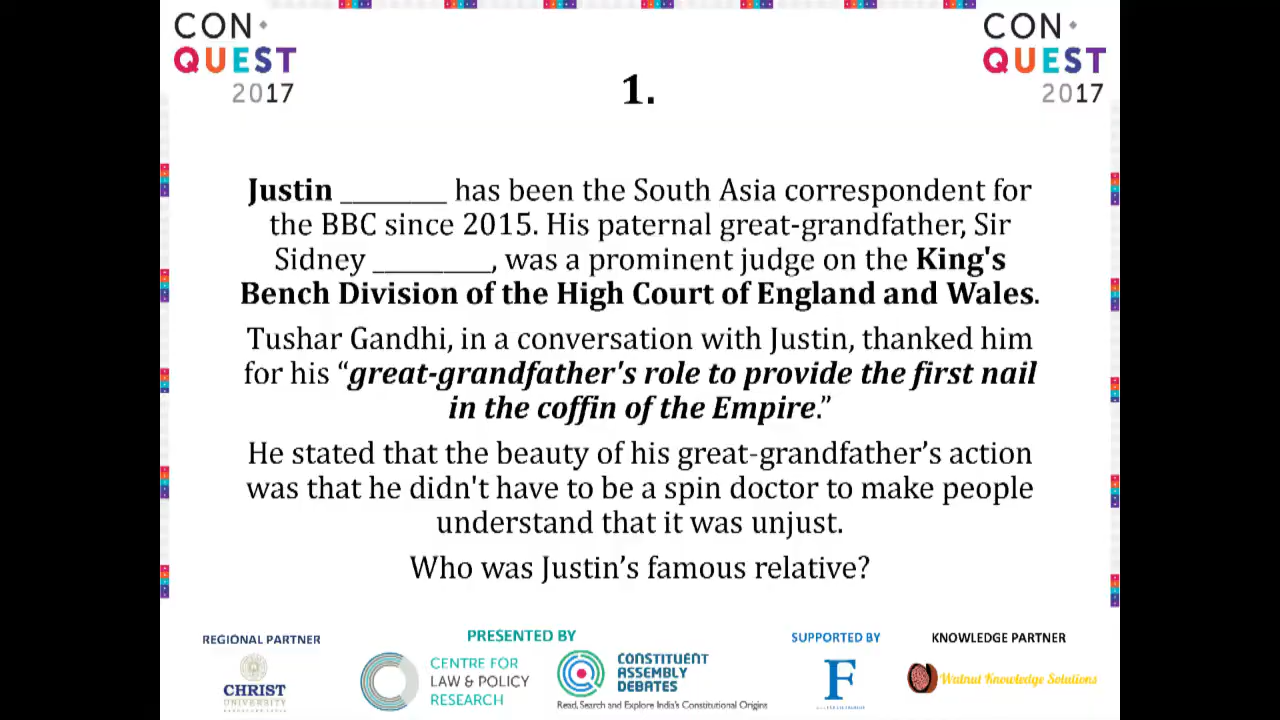 CON·
QUEST
2017
CON·
QUEST
2017
1.
Justin ________ has been the South Asia correspondent for
the BBC since 2015. His paternal great-grandfather, Sir
Sidney _________, was a prominent judge on the King's
Bench Division of the High Court of England and Wales.
Tushar Gandhi, in a conversation with Justin, thanked him
for his “great-grandfather's role to provide the first nail
in the coffin of the Empire.”
He stated that the beauty of his great-grandfather’s action
was that he didn't have to be a spin doctor to make people
understand that it was unjust.
Who was Justin’s famous relative?
REGIONAL PARTNER
CHRIST
UNIVERSITY
PRESENTED BY
CENTRE FOR
LAW & POLICY
RESEARCH
CONSTITUENT
ASSEMBLY
DEBATES
Read, Search and Explore India's Constitutional Origins
SUPPORTED BY
F
KNOWLEDGE PARTNER
Walnut Knowledge Solutions